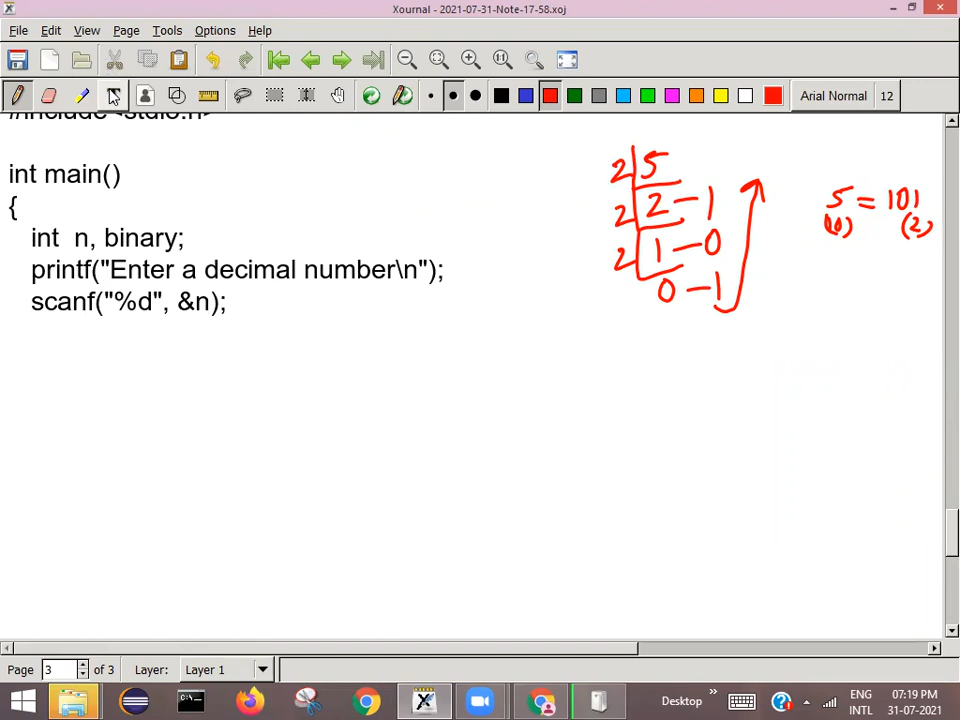 Xournal - 2021-07-31-Note-17-58.xoj
File Edit View Page Tools Options Help
Arial Normal 12
int main()
{
int n, binary;
printf("Enter a decimal number\n");
scanf("%d", &n);
2 5
2 2 - 1
2 1 - 0
0 - 1
5 = 101
(10) (2)
Page 3 of 3 Layer: Layer 1
Desktop
ENG
INTL
07:19 PM
31-07-2021